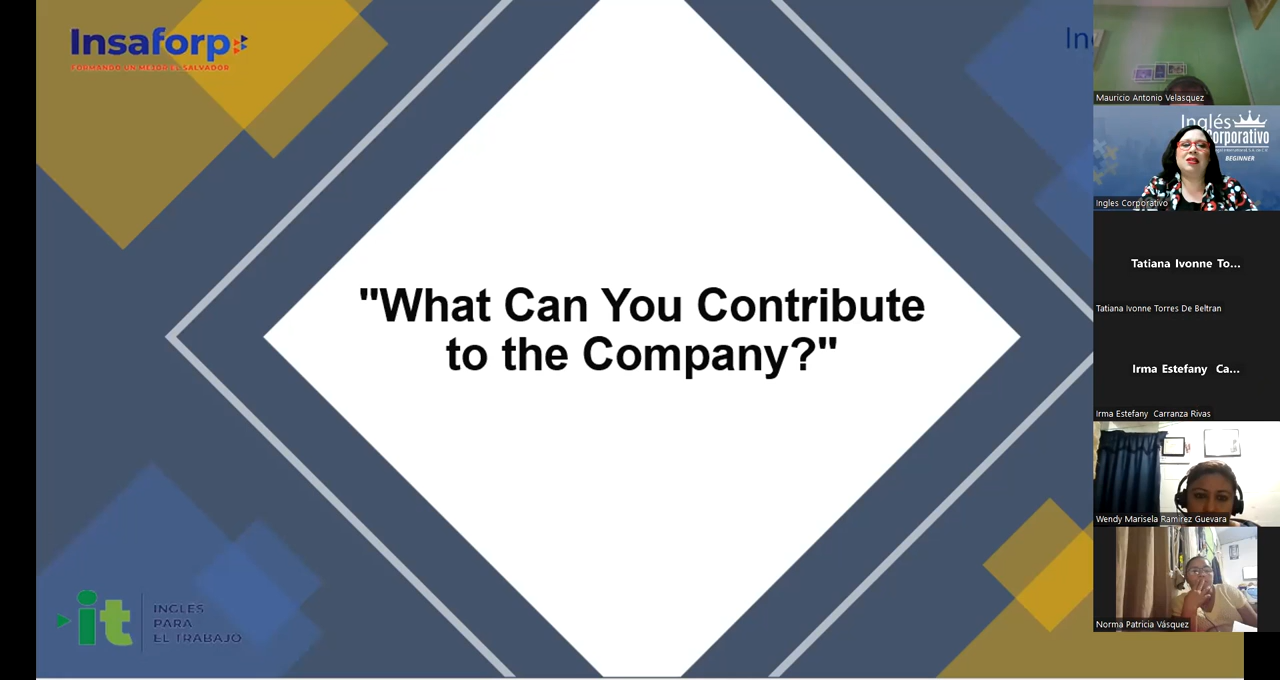 Insaforp
FORMANDO UN MEJOR EL SALVADOR
In
"What Can You Contribute
to the Company?"
it
INGLES
PARA
EL TRABAJO
Mauricio Antonio Velasquez
Inglés
Corporativo
BEGINNER
Ingles Corporativo
Tatiana Ivonne To...
Tatiana Ivonne Torres De Beltran
Irma Estefany Ca...
Irma Estefany Carranza Rivas
Wendy Marisela Ramirez Guevara
Norma Patricia Vásquez